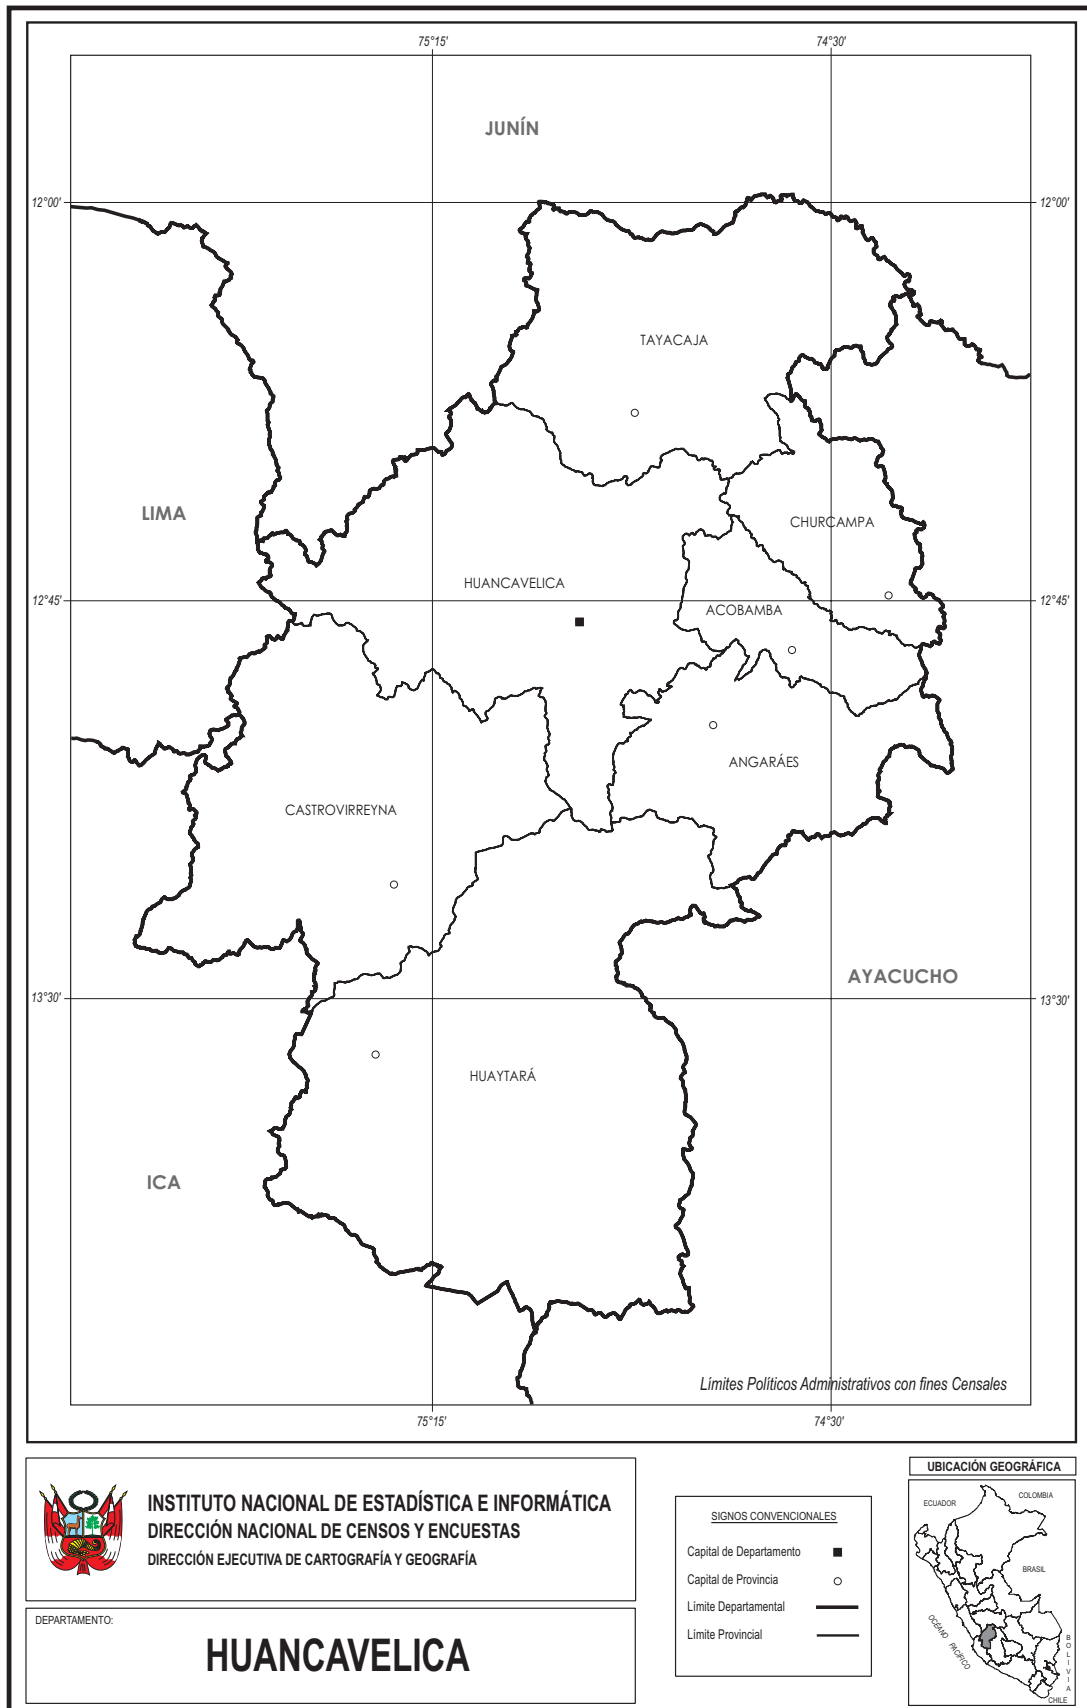 75°15'
74°30'
JUNÍN
12°00'
12°00'
TAYACAJA
LIMA
CHURCAMPA
HUANCAVELICA
12°45'
12°45'
ACOBAMBA
ANGARÁES
CASTROVIRREYNA
AYACUCHO
13°30'
13°30'
HUAYTARÁ
ICA
Límites Políticos Administrativos con fines Censales
75°15'
74°30'
INSTITUTO NACIONAL DE ESTADÍSTICA E INFORMÁTICA
DIRECCIÓN NACIONAL DE CENSOS Y ENCUESTAS
DIRECCIÓN EJECUTIVA DE CARTOGRAFÍA Y GEOGRAFÍA
DEPARTAMENTO:
HUANCAVELICA
SIGNOS CONVENCIONALES
Capital de Departamento
Capital de Provincia
Límite Departamental
Límite Provincial
UBICACIÓN GEOGRÁFICA
COLOMBIA
ECUADOR
BRASIL
OCÉANO PACÍFICO
BOLIVIA
CHILE